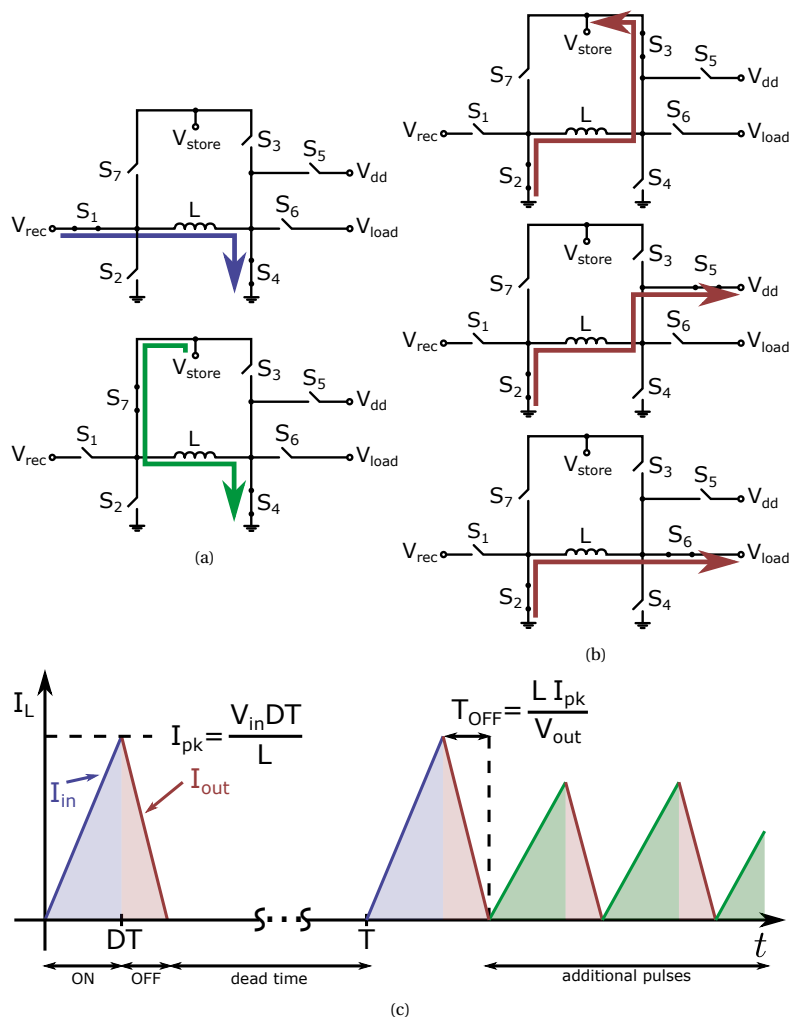 V_store
S_7
S_3
S_5
V_dd
V_rec
S_1
L
S_6
V_load
S_2
S_4
V_store
S_7
S_3
S_5
V_dd
V_rec
S_1
L
S_6
V_load
S_2
S_4
(a)
V_store
S_7
S_3
S_5
V_dd
V_rec
S_1
L
S_6
V_load
S_2
S_4
V_store
S_7
S_3
S_5
V_dd
V_rec
S_1
L
S_6
V_load
S_2
S_4
V_store
S_7
S_3
S_5
V_dd
V_rec
S_1
L
S_6
V_load
S_2
S_4
(b)
I_L
I_pk = V_in DT / L
T_OFF = L I_pk / V_out
I_in
I_out
DT
T
t
ON
OFF
dead time
additional pulses
(c)